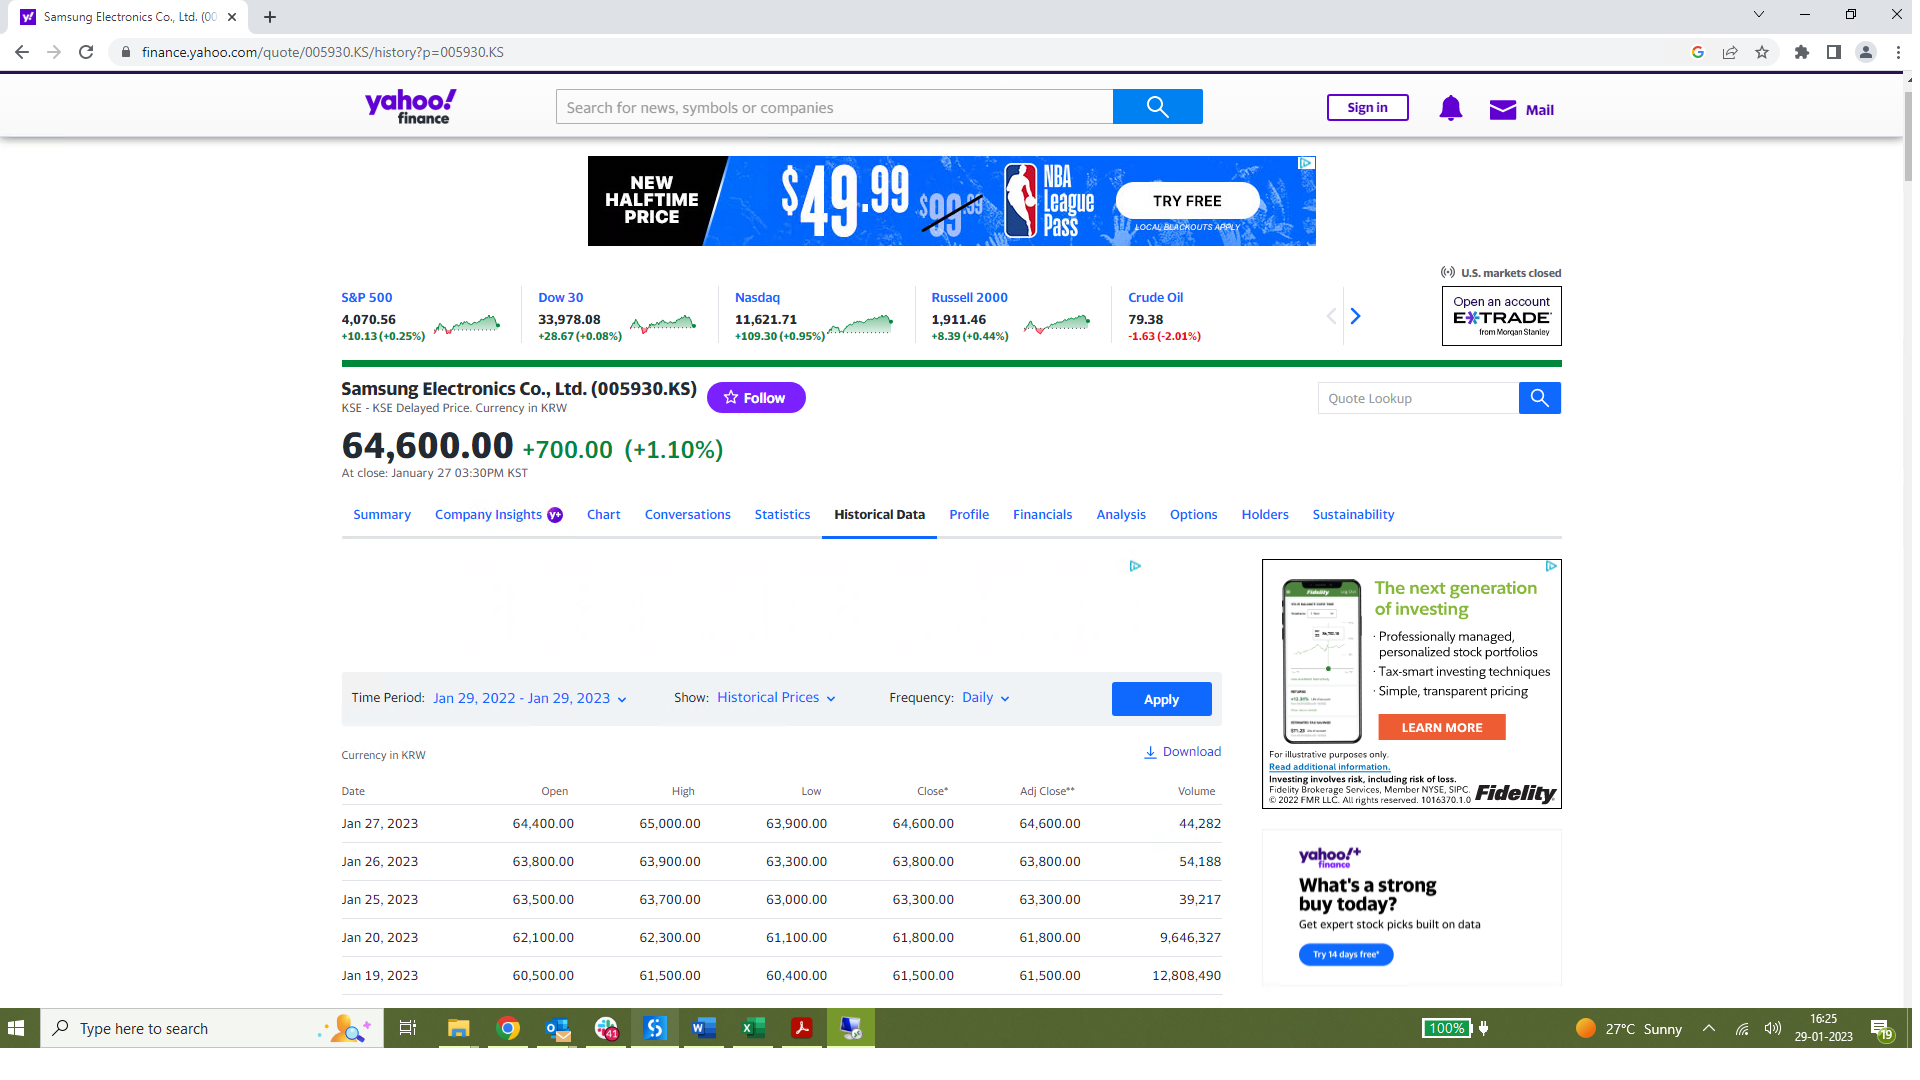 Samsung Electronics Co., Ltd. (00
finance.yahoo.com/quote/005930.KS/history?p=005930.KS
yahoo!
finance
Search for news, symbols or companies
Sign in
Mail
NEW
HALFTIME
PRICE
$49.99
$99.99
NBA
League
Pass
TRY FREE
LOCAL BLACKOUTS APPLY
U.S. markets closed
S&P 500
4,070.56
+10.13 (+0.25%)
Dow 30
33,978.08
+28.67 (+0.08%)
Nasdaq
11,621.71
+109.30 (+0.95%)
Russell 2000
1,911.46
+8.39 (+0.44%)
Crude Oil
79.38
-1.63 (-2.01%)
Open an account
E*TRADE
from Morgan Stanley
Samsung Electronics Co., Ltd. (005930.KS)
Follow
KSE - KSE Delayed Price. Currency in KRW
Quote Lookup
64,600.00 +700.00 (+1.10%)
At close: January 27 03:30PM KST
Summary Company Insights Y+ Chart Conversations Statistics Historical Data Profile Financials Analysis Options Holders Sustainability
Time Period: Jan 29, 2022 - Jan 29, 2023 Show: Historical Prices Frequency: Daily Apply
Currency in KRW
Download
Date Open High Low Close* Adj Close** Volume
Jan 27, 2023 64,400.00 65,000.00 63,900.00 64,600.00 64,600.00 44,282
Jan 26, 2023 63,800.00 63,900.00 63,300.00 63,800.00 63,800.00 54,188
Jan 25, 2023 63,500.00 63,700.00 63,000.00 63,300.00 63,300.00 39,217
Jan 20, 2023 62,100.00 62,300.00 61,100.00 61,800.00 61,800.00 9,646,327
Jan 19, 2023 60,500.00 61,500.00 60,400.00 61,500.00 61,500.00 12,808,490
Fidelity
The next generation
of investing
· Professionally managed,
personalized stock portfolios
· Tax-smart investing techniques
· Simple, transparent pricing
LEARN MORE
For illustrative purposes only.
Read additional information.
Investing involves risk, including risk of loss.
Fidelity Brokerage Services, Member NYSE, SIPC.
© 2022 FMR LLC. All rights reserved. 1016370.1.0
Fidelity
yahoo!+
finance
What's a strong
buy today?
Get expert stock picks built on data
Try 14 days free*
Type here to search
41
100%
27°C Sunny
16:25
29-01-2023
19